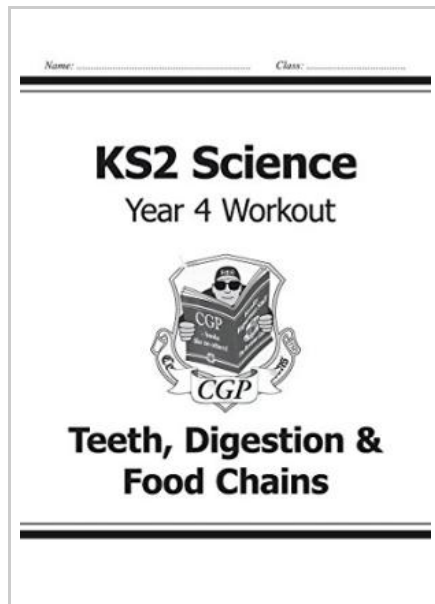 Name: ........................ Class: ........................
KS2 Science
Year 4 Workout
CGP
CGP
Teeth, Digestion &
Food Chains